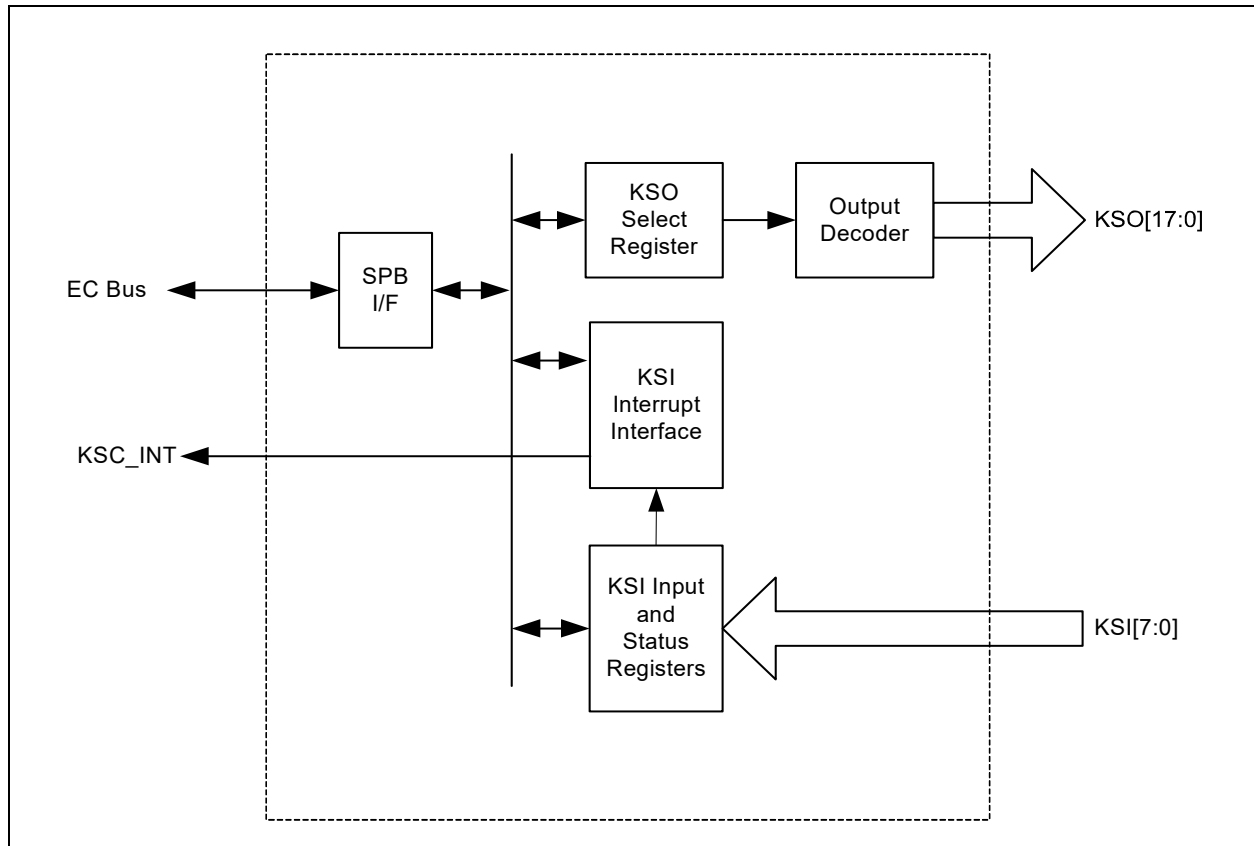 KSO
Select
Register
Output
Decoder
KSO[17:0]
EC Bus
SPB
I/F
KSI
Interrupt
Interface
KSC_INT
KSI Input
and
Status
Registers
KSI[7:0]